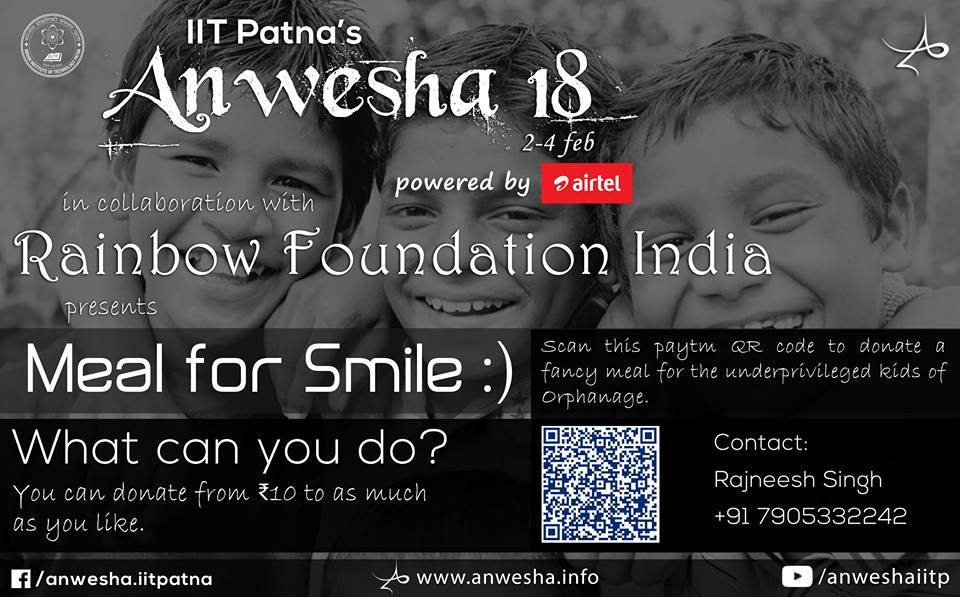 IIT Patna's
Anwesha 18
2-4 feb
powered by airtel
in collaboration with
Rainbow Foundation India
presents
Meal for Smile :)
Scan this paytm QR code to donate a
fancy meal for the underprivileged kids of
Orphanage.
What can you do?
You can donate from ₹10 to as much
as you like.
Contact:
Rajneesh Singh
+91 7905332242
/anwesha.iitpatna
www.anwesha.info
/anweshaiitp